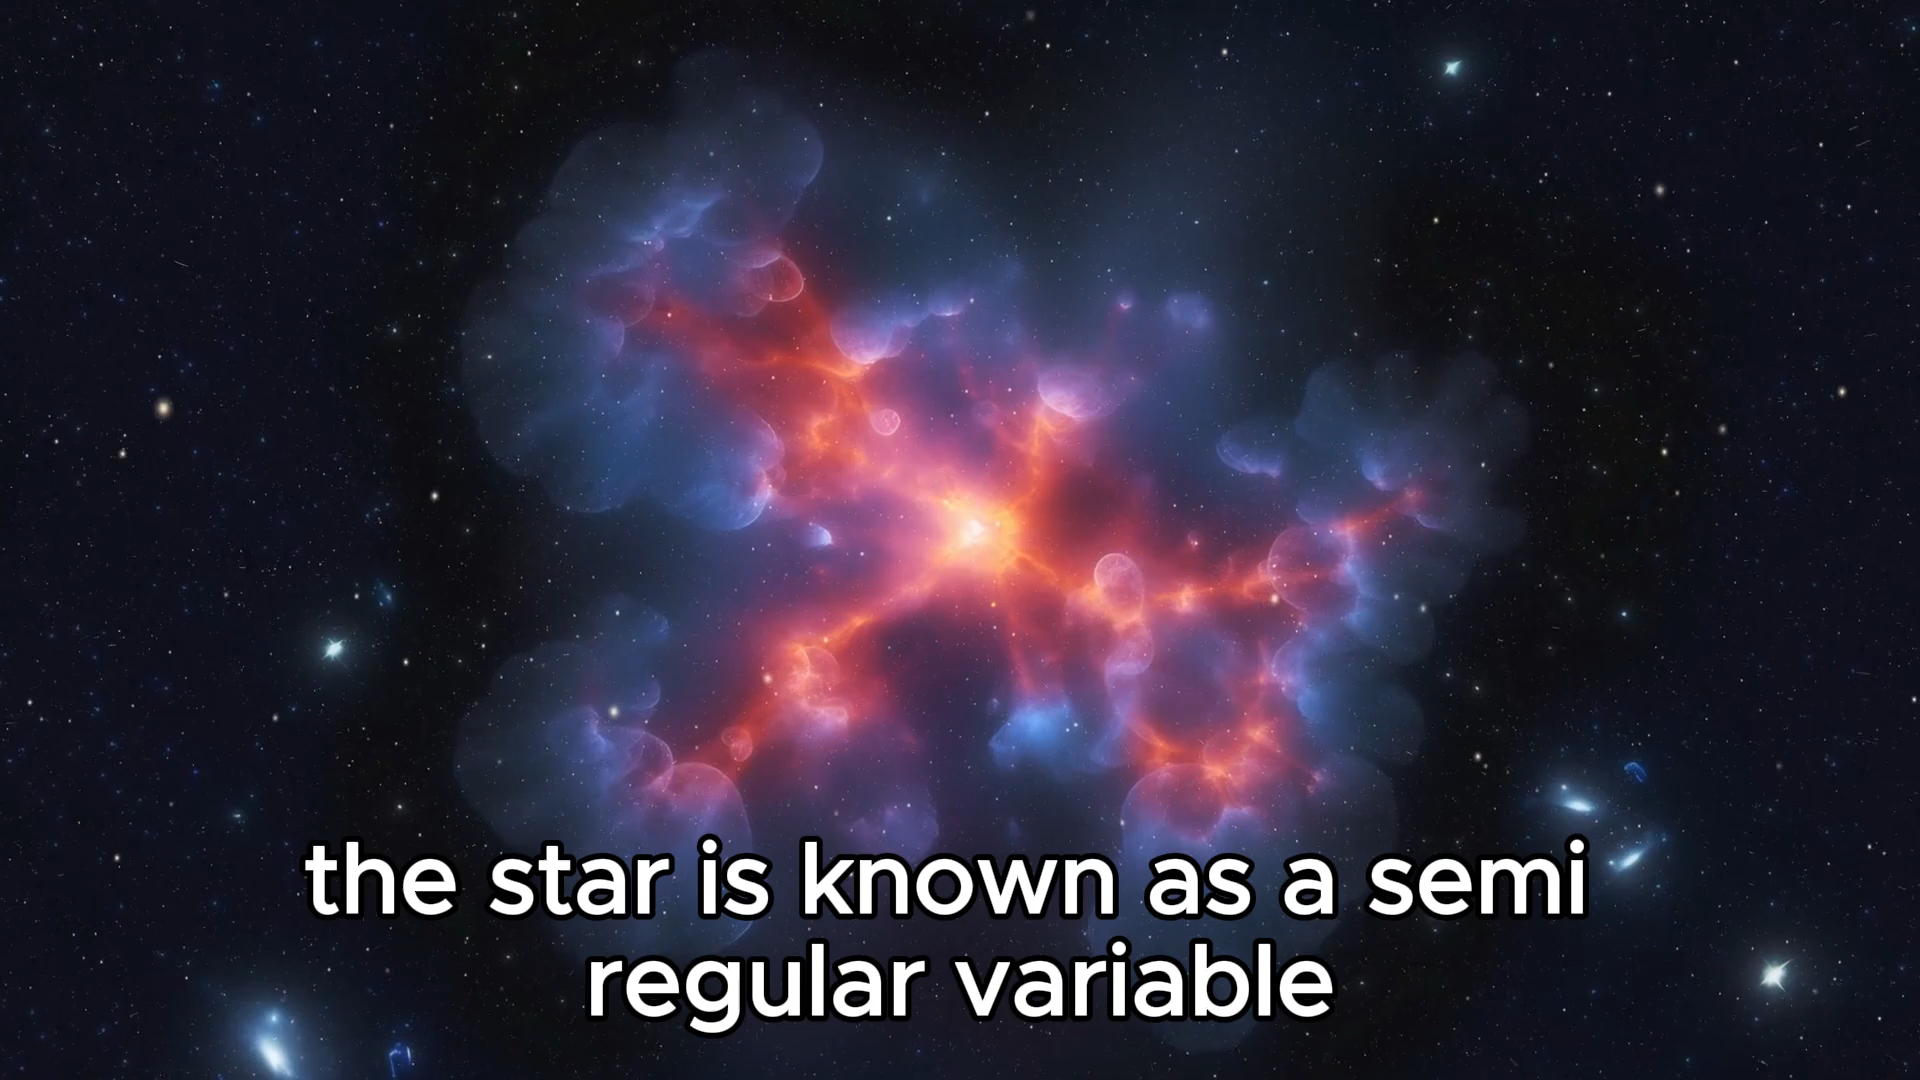 the star is known as a semi
regular variable